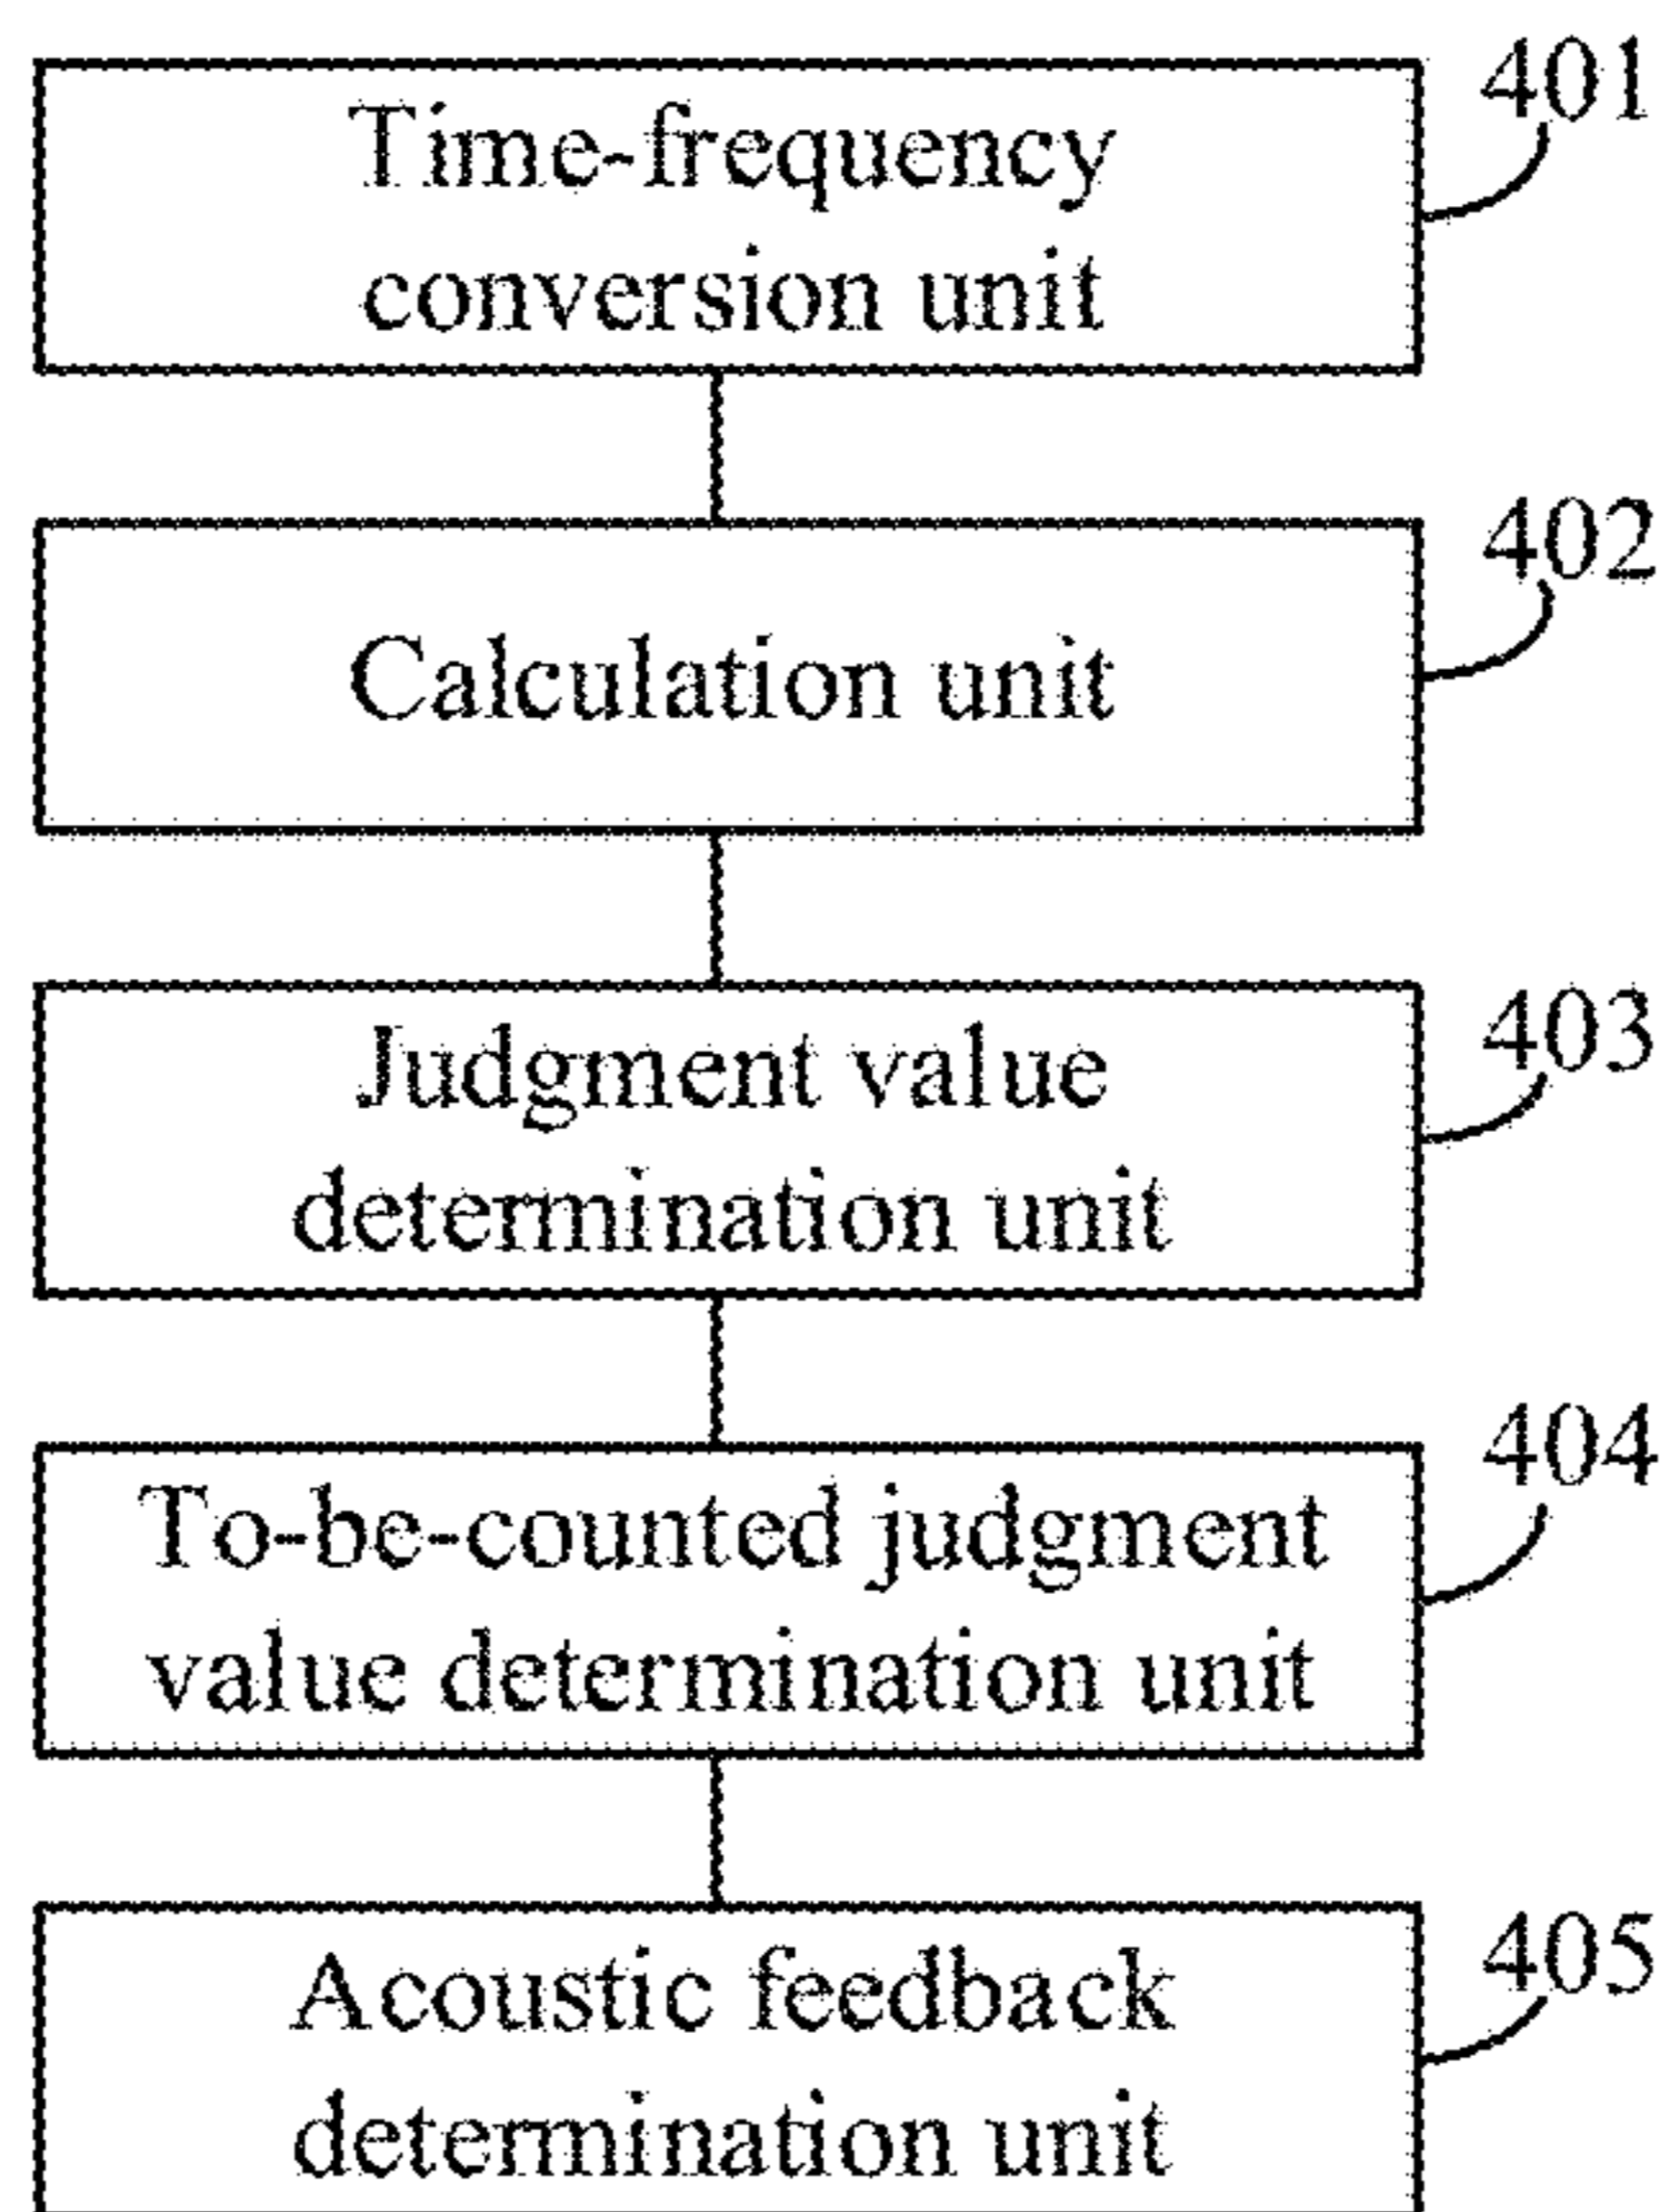 401
Time-frequency
conversion unit
402
Calculation unit
403
Judgment value
determination unit
404
To-be-counted judgment
value determination unit
405
Acoustic feedback
determination unit